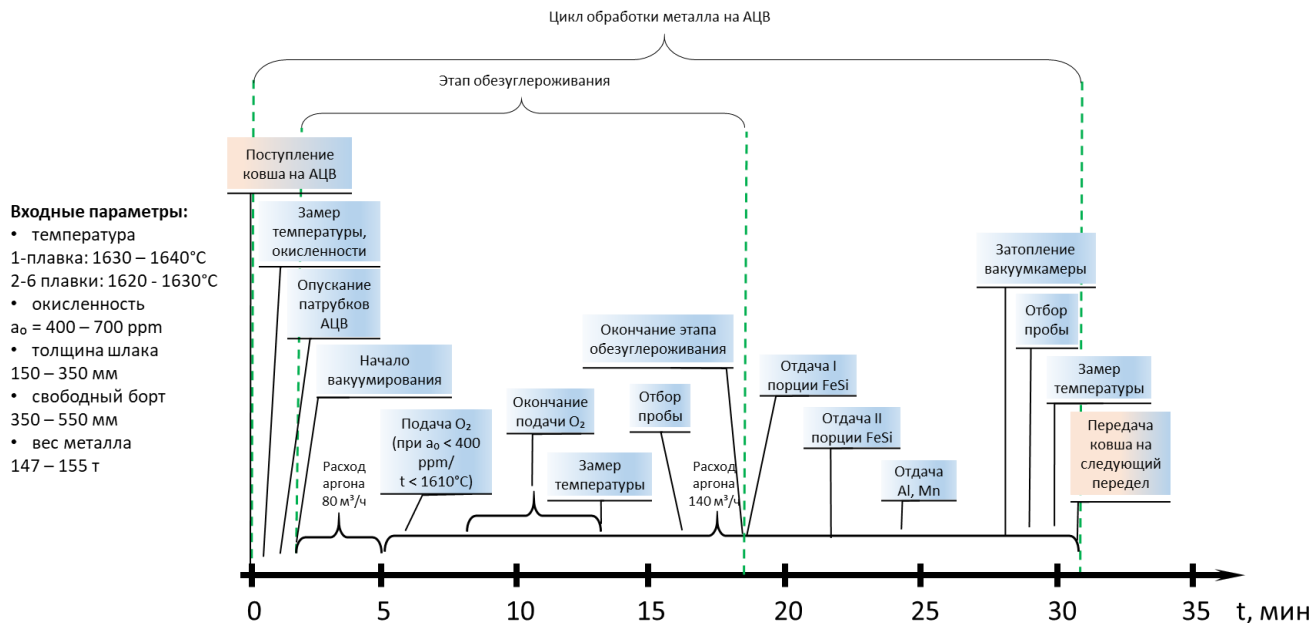 Цикл обработки металла на АЦВ
Этап обезуглероживания
Поступление
ковша на АЦВ
Входные параметры:
• температура
1-плавка: 1630 – 1640°C
2-6 плавки: 1620 - 1630°C
• окисленность
a₀ = 400 – 700 ppm
• толщина шлака
150 – 350 мм
• свободный борт
350 – 550 мм
• вес металла
147 – 155 т
Замер
температуры,
окисленности
Опускание
патрубков
АЦВ
Начало
вакуумирования
Расход
аргона
80 м³/ч
Подача O₂
(при a₀ < 400
ppm/
t < 1610°C)
Окончание
подачи O₂
Замер
температуры
Окончание этапа
обезуглероживания
Отбор
пробы
Расход
аргона
140 м³/ч
Отдача I
порции FeSi
Отдача II
порции FeSi
Отдача
Al, Mn
Затопление
вакуумкамеры
Отбор
пробы
Замер
температуры
Передача
ковша на
следующий
передел
0 5 10 15 20 25 30 35 t, мин